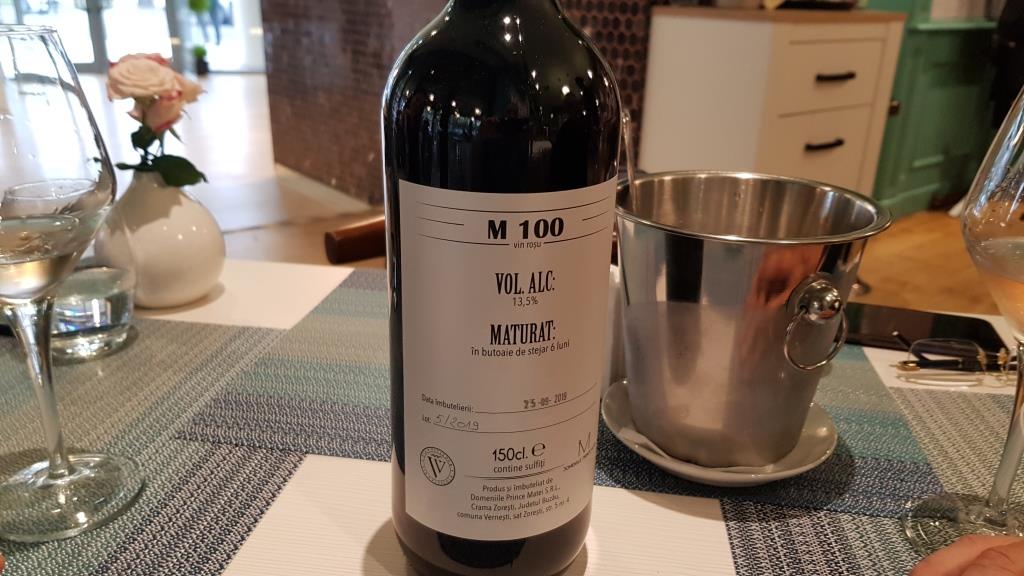 M 100
vin roșu
VOL. ALC:
13,5%
MATURAT:
în butoaie de stejar 6 luni
Data îmbutelierii: 25-09-2019
Lot: 5/2019
150cl. e
contine sulfiți
Produs și îmbuteliat de
Domeniile Prince Matei S.R.L.,
Crama Zorești, Județul Buzău,
comuna Vernești, sat Zorești, str. 5 nr. 4